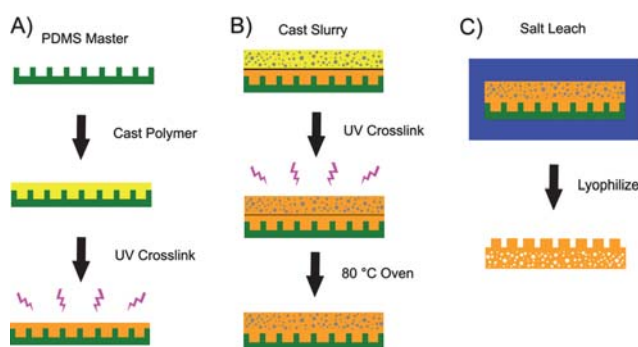 A)
PDMS Master
Cast Polymer
UV Crosslink
B)
Cast Slurry
UV Crosslink
80 °C Oven
C)
Salt Leach
Lyophilize